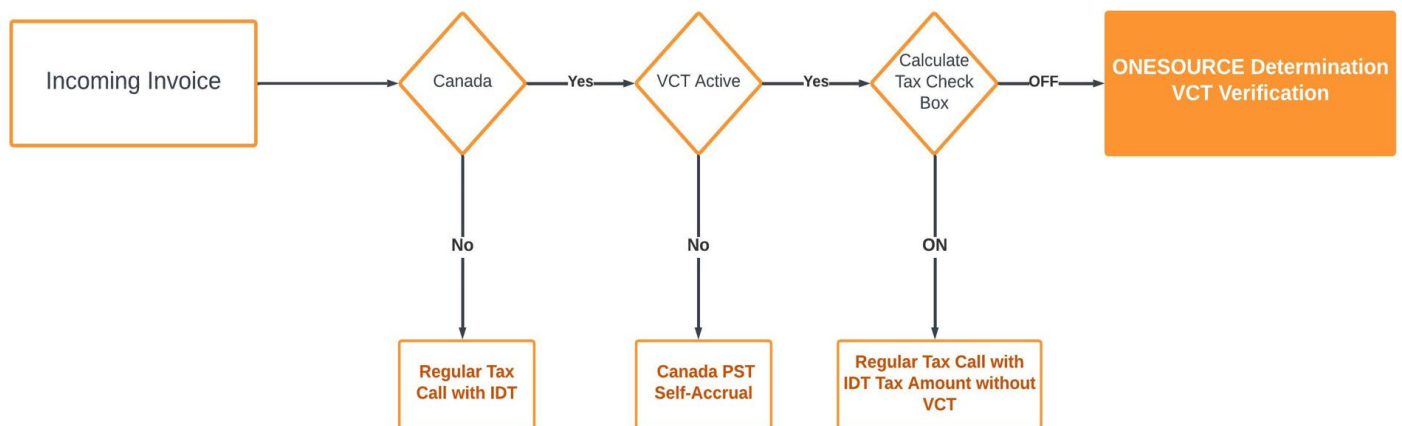 Incoming Invoice
Canada
Yes
VCT Active
Yes
Calculate
Tax Check
Box
OFF
ONESOURCE Determination
VCT Verification
No
No
ON
Regular Tax
Call with IDT
Canada PST
Self-Accrual
Regular Tax Call with
IDT Tax Amount without
VCT